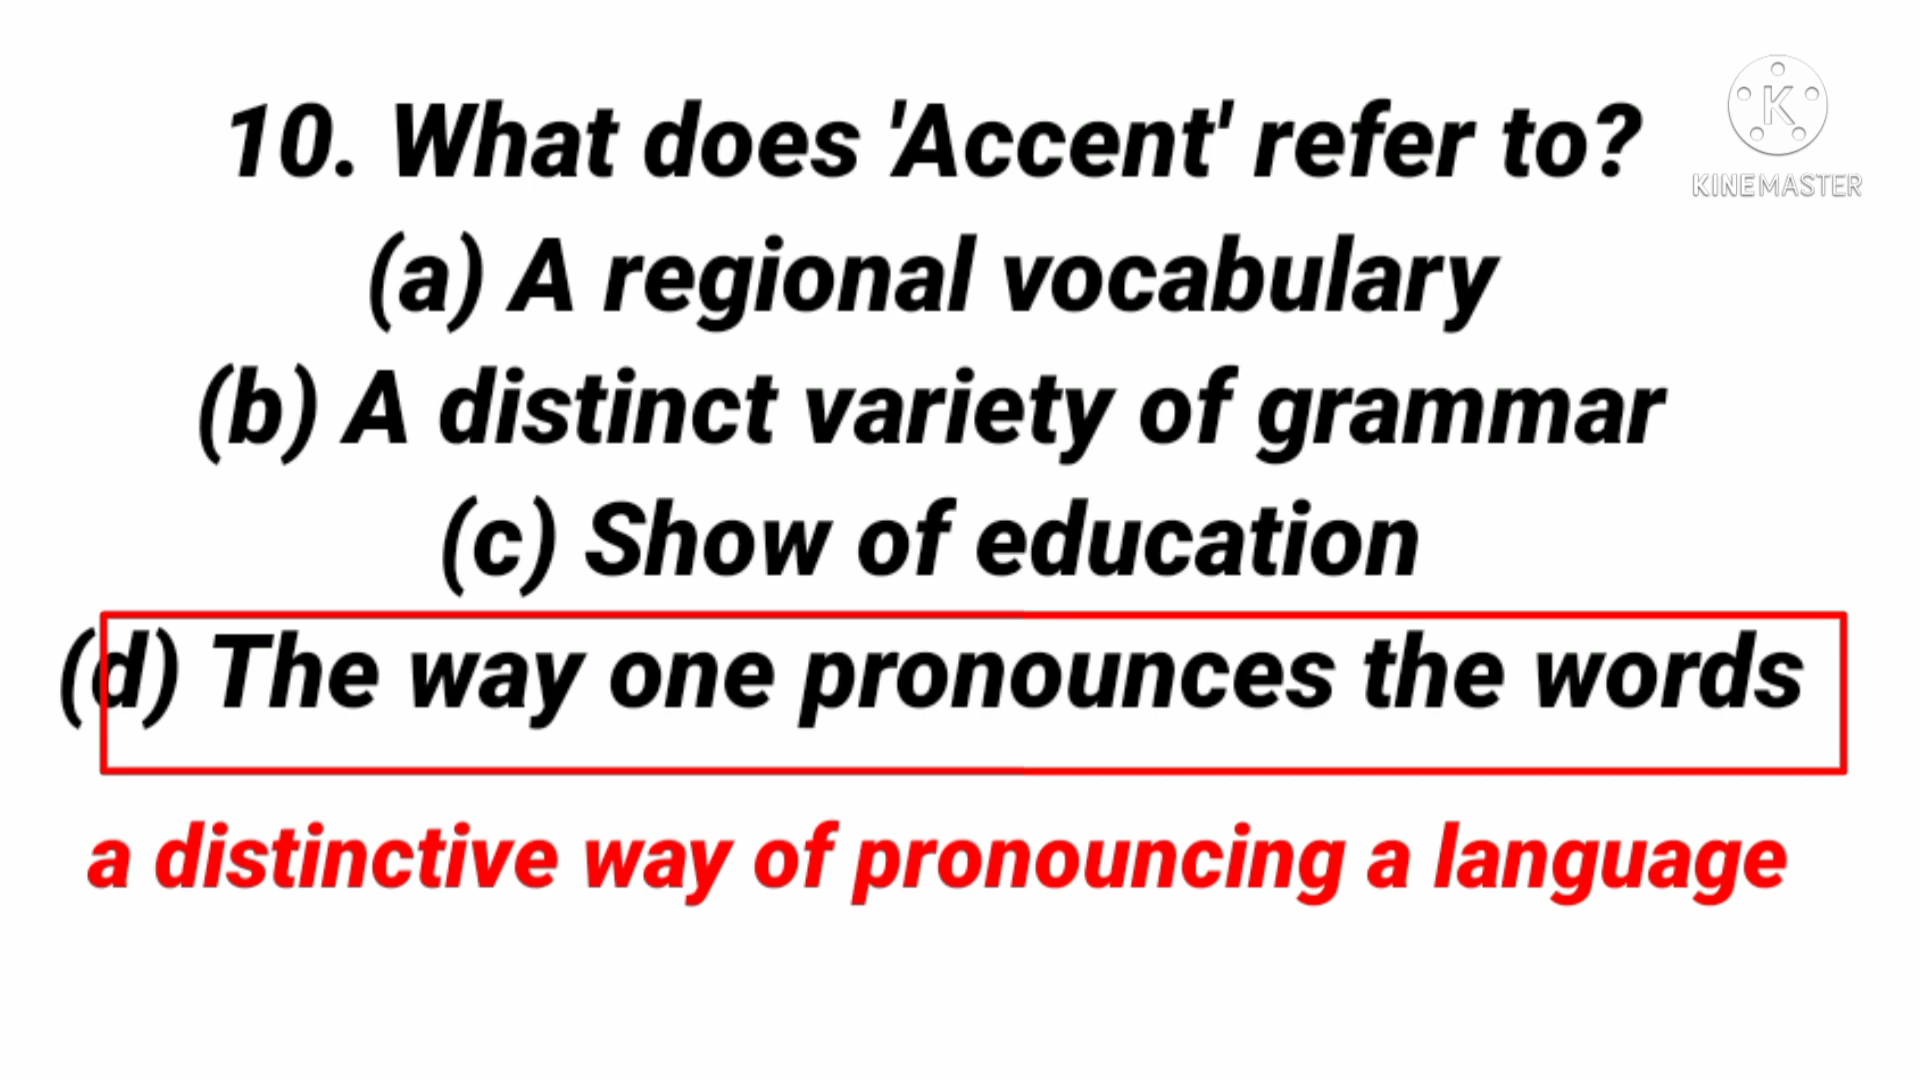 10. What does 'Accent' refer to?
K
KINEMASTER
(a) A regional vocabulary
(b) A distinct variety of grammar
(c) Show of education
(d) The way one pronounces the words
a distinctive way of pronouncing a language